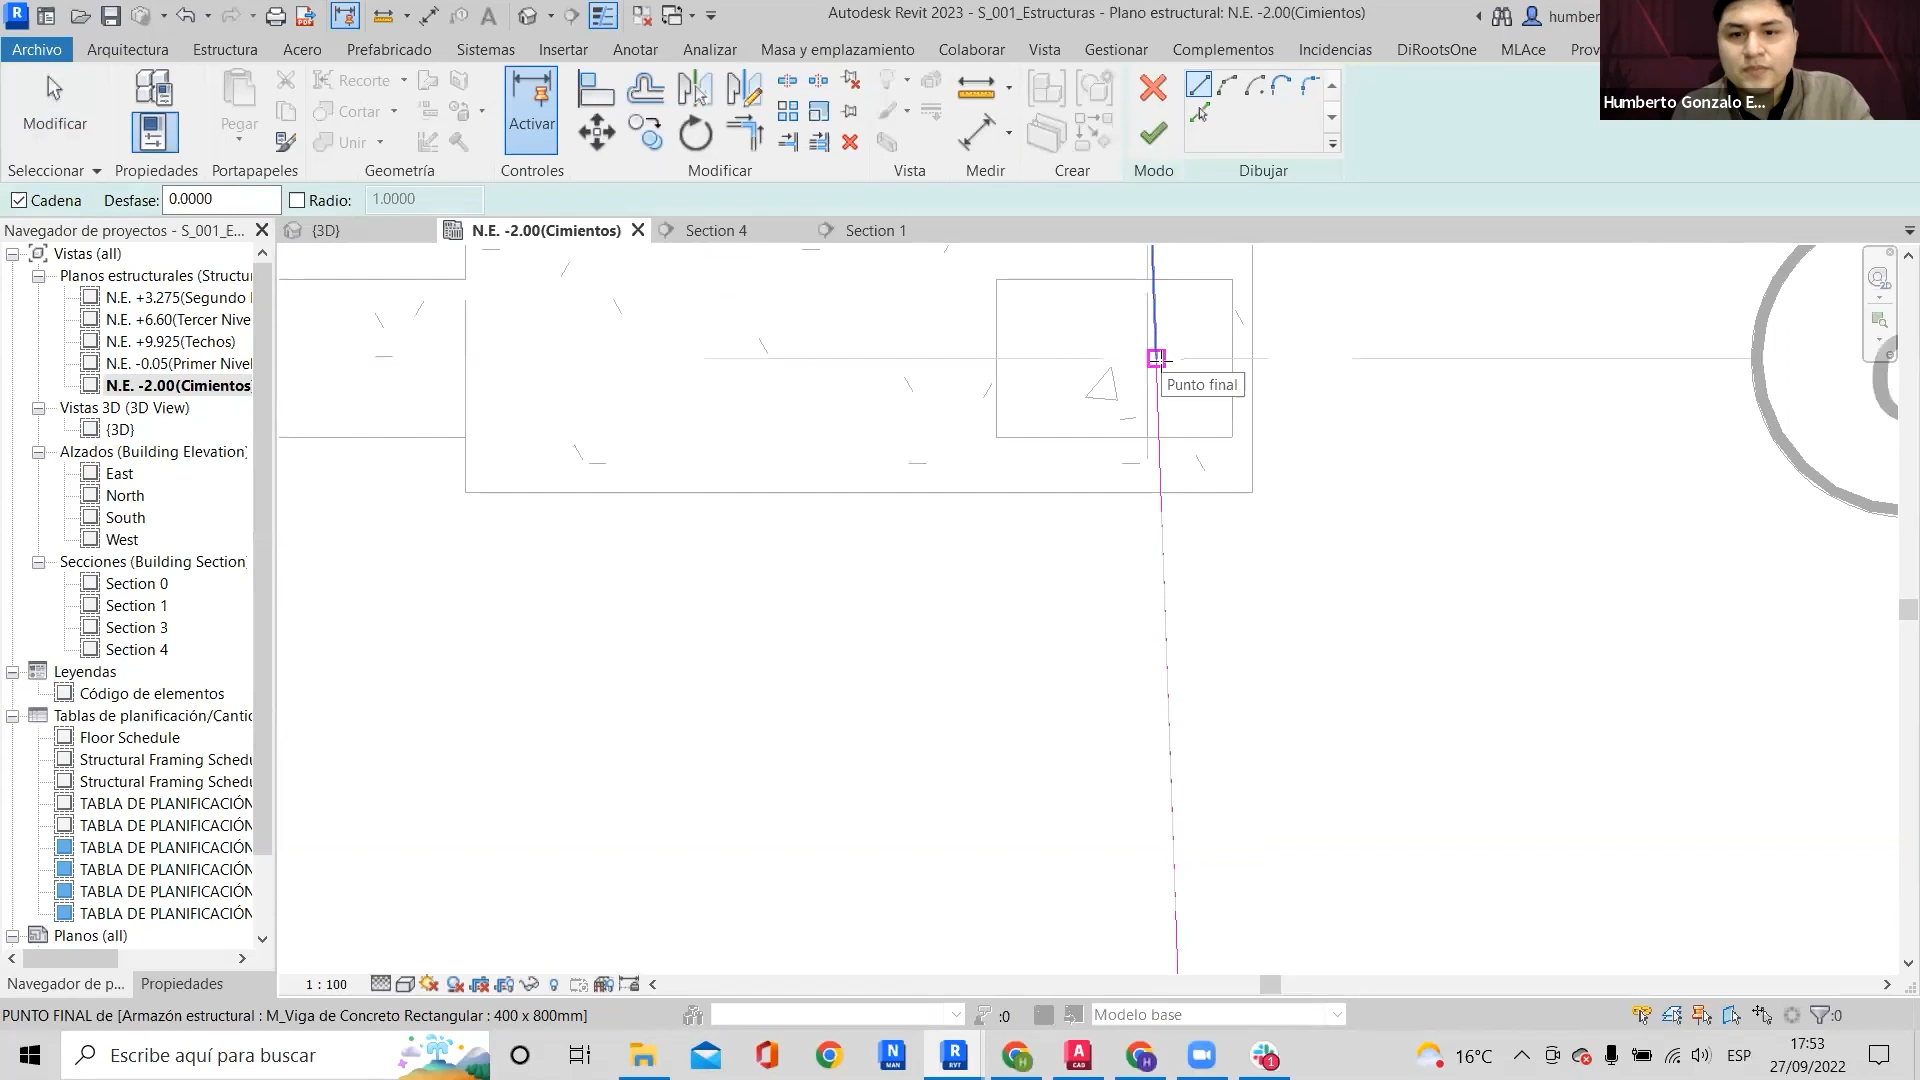 Autodesk Revit 2023 - S_001_Estructuras - Plano estructural: N.E. -2.00(Cimientos)
Archivo Arquitectura Estructura Acero Prefabricado Sistemas Insertar Anotar Analizar Masa y emplazamiento Colaborar Vista Gestionar Complementos Incidencias DiRootsOne MLAce
Humberto Gonzalo E...
Modificar
Pegar
Recorte
Cortar
Unir
Activar
Seleccionar Propiedades Portapapeles Geometría Controles Modificar Vista Medir Crear Modo Dibujar
Cadena Desfase: 0.0000 Radio: 1.0000
Navegador de proyectos - S_001_E...
{3D} N.E. -2.00(Cimientos) Section 4 Section 1
Vistas (all)
Planos estructurales (Structu
N.E. +3.275(Segundo
N.E. +6.60(Tercer Nive
N.E. +9.925(Techos)
N.E. -0.05(Primer Nivel
N.E. -2.00(Cimientos
Vistas 3D (3D View)
{3D}
Alzados (Building Elevation)
East
North
South
West
Secciones (Building Section)
Section 0
Section 1
Section 3
Section 4
Leyendas
Código de elementos
Tablas de planificación/Cantic
Floor Schedule
Structural Framing Schedu
Structural Framing Schedu
TABLA DE PLANIFICACIÓN
TABLA DE PLANIFICACIÓN
TABLA DE PLANIFICACIÓN
TABLA DE PLANIFICACIÓN
TABLA DE PLANIFICACIÓN
TABLA DE PLANIFICACIÓN
Planos (all)
Navegador de p... Propiedades
Punto final
1 : 100
PUNTO FINAL de [Armazón estructural : M_Viga de Concreto Rectangular : 400 x 800mm]
:0
Modelo base
:0
Escribe aquí para buscar
16°C
ESP
17:53
27/09/2022